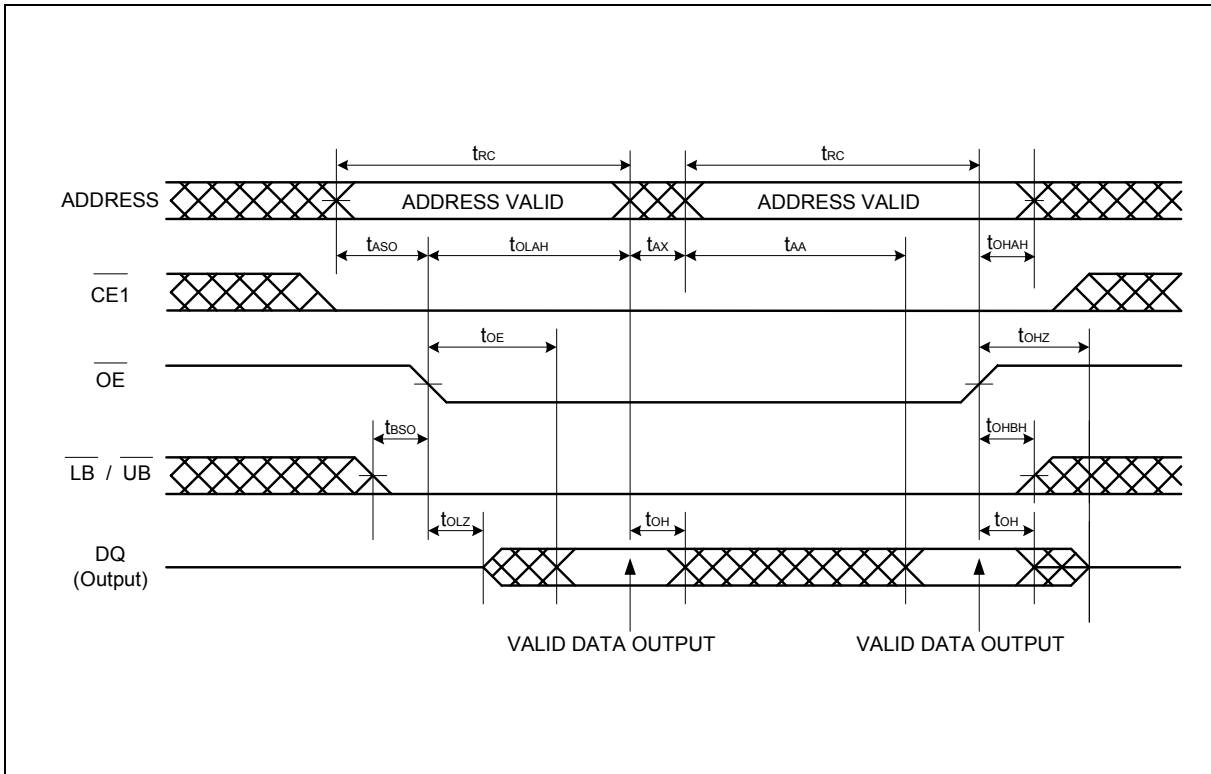 tRC tRC
ADDRESS ADDRESS VALID ADDRESS VALID
tASO tOLAH tAX tAA tOHAH
CE1
tOE tOHZ
OE
tBSO tOHBH
LB / UB
tOLZ tOH tOH
DQ
(Output)
VALID DATA OUTPUT VALID DATA OUTPUT